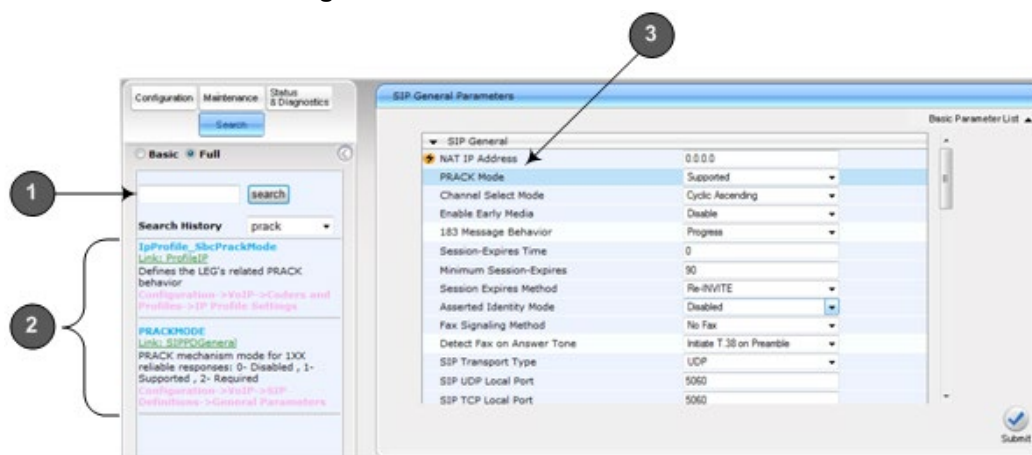 3
Configuration Maintenance Status & Diagnostics
Search
Basic Full
1
search
Search History prack
2
IpProfile_SbcPrackMode
Link: ProfileIP
Defines the LEG's related PRACK
behavior
Configuration->VoIP->Coders and
Profiles->IP Profile Settings
PRACKMODE
Link: SIPPDGeneral
PRACK mechanism mode for 1XX
reliable responses: 0- Disabled , 1-
Supported , 2- Required
Configuration->VoIP->SIP
Definitions->General Parameters
SIP General Parameters
Basic Parameter List
SIP General
NAT IP Address 0.0.0.0
PRACK Mode Supported
Channel Select Mode Cyclic Ascending
Enable Early Media Disable
183 Message Behavior Progress
Session-Expires Time 0
Minimum Session-Expires 90
Session Expires Method Re-INVITE
Asserted Identity Mode Disabled
Fax Signaling Method No Fax
Detect Fax on Answer Tone Initiate T.38 on Preamble
SIP Transport Type UDP
SIP UDP Local Port 5060
SIP TCP Local Port 5060
Submit